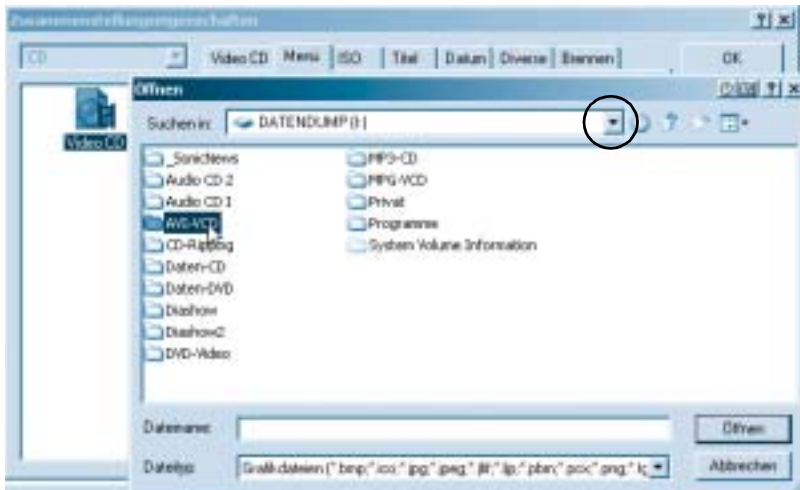 Zusammenstellungseigenschaften
CD
Video CD Menü ISO Titel Datum Diverse Brennen
OK
Video CD
Öffnen
Suchen in: DATENDUMP (I:)
_SonicNews
Audio CD 2
Audio CD 1
AVI-VCD
CD-Ripping
Daten-CD
Daten-DVD
Diashow
Diashow2
DVD-Video
MP3-CD
MPG-VCD
Privat
Programme
System Volume Information
Dateiname:
Öffnen
Dateityp: Grafikdateien (*.bmp;*.ico;*.jpg;*.jpeg;*.jfif;*.jip;*.pbm;*.pcx;*.png;*.tg
Abbrechen